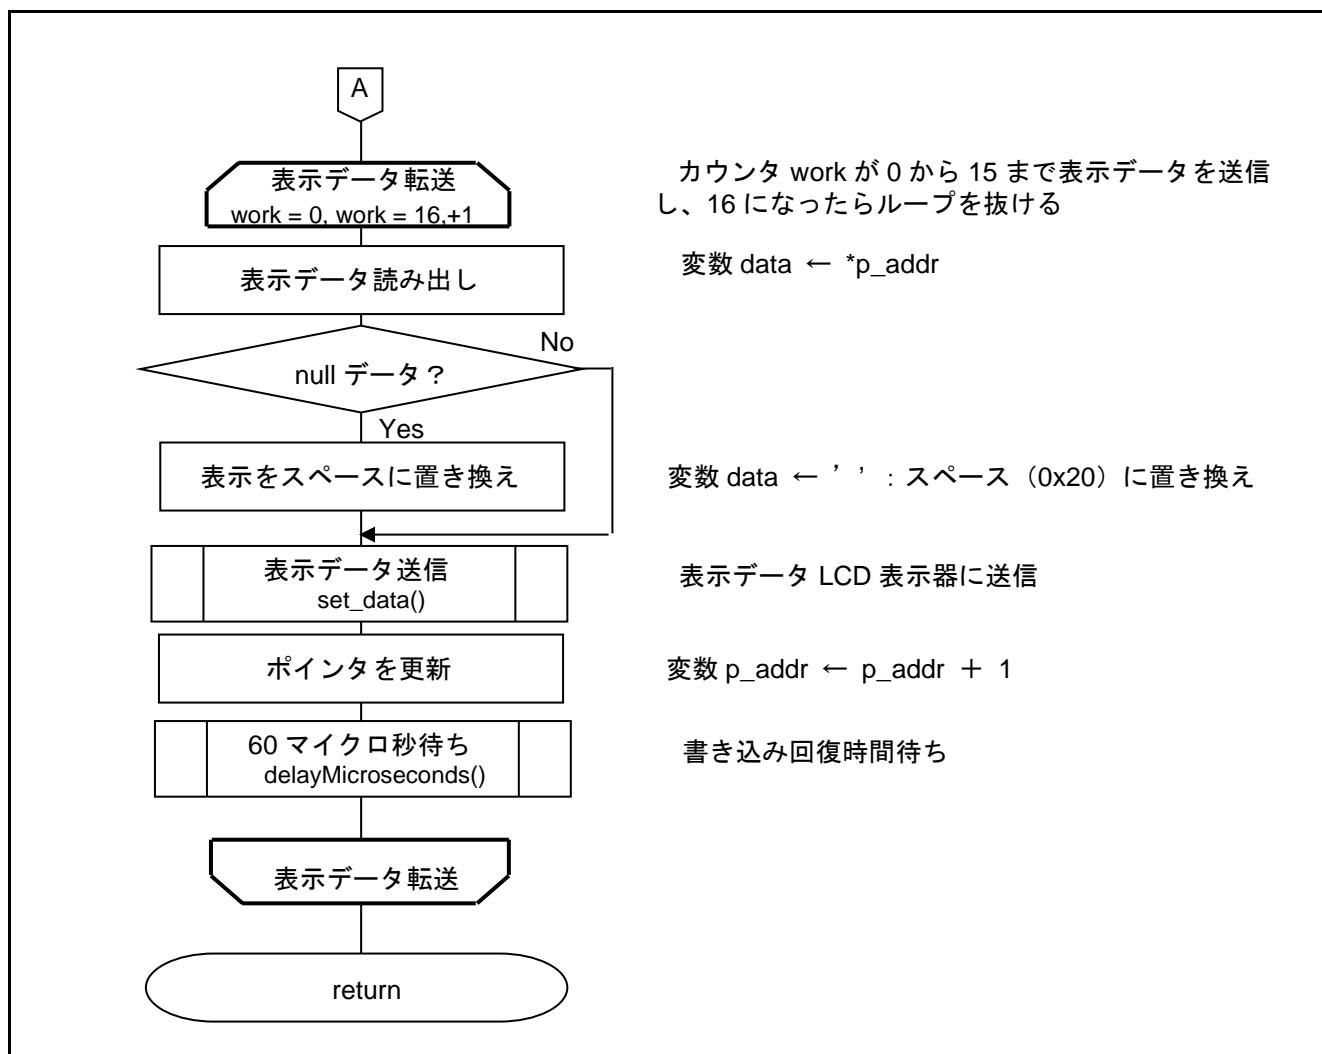 A
表示データ転送
work = 0, work = 16,+1
カウンタ work が 0 から 15 まで表示データを送信
し、16 になったらループを抜ける
表示データ読み出し
変数 data ← *p_addr
No
null データ？
Yes
表示をスペースに置き換え
変数 data ← ’ ’ : スペース（0x20）に置き換え
表示データ送信
set_data()
表示データ LCD 表示器に送信
ポインタを更新
変数 p_addr ← p_addr ＋ 1
60 マイクロ秒待ち
delayMicroseconds()
書き込み回復時間待ち
表示データ転送
return